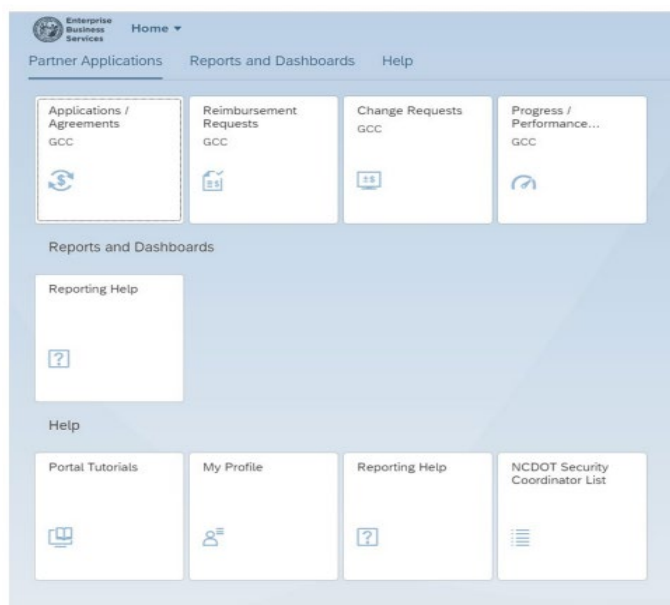 Enterprise
Business
Services
Home
Partner Applications Reports and Dashboards Help
Applications /
Agreements
GCC
Reimbursement
Requests
GCC
Change Requests
GCC
Progress /
Performance...
GCC
Reports and Dashboards
Reporting Help
Help
Portal Tutorials
My Profile
Reporting Help
NCDOT Security
Coordinator List